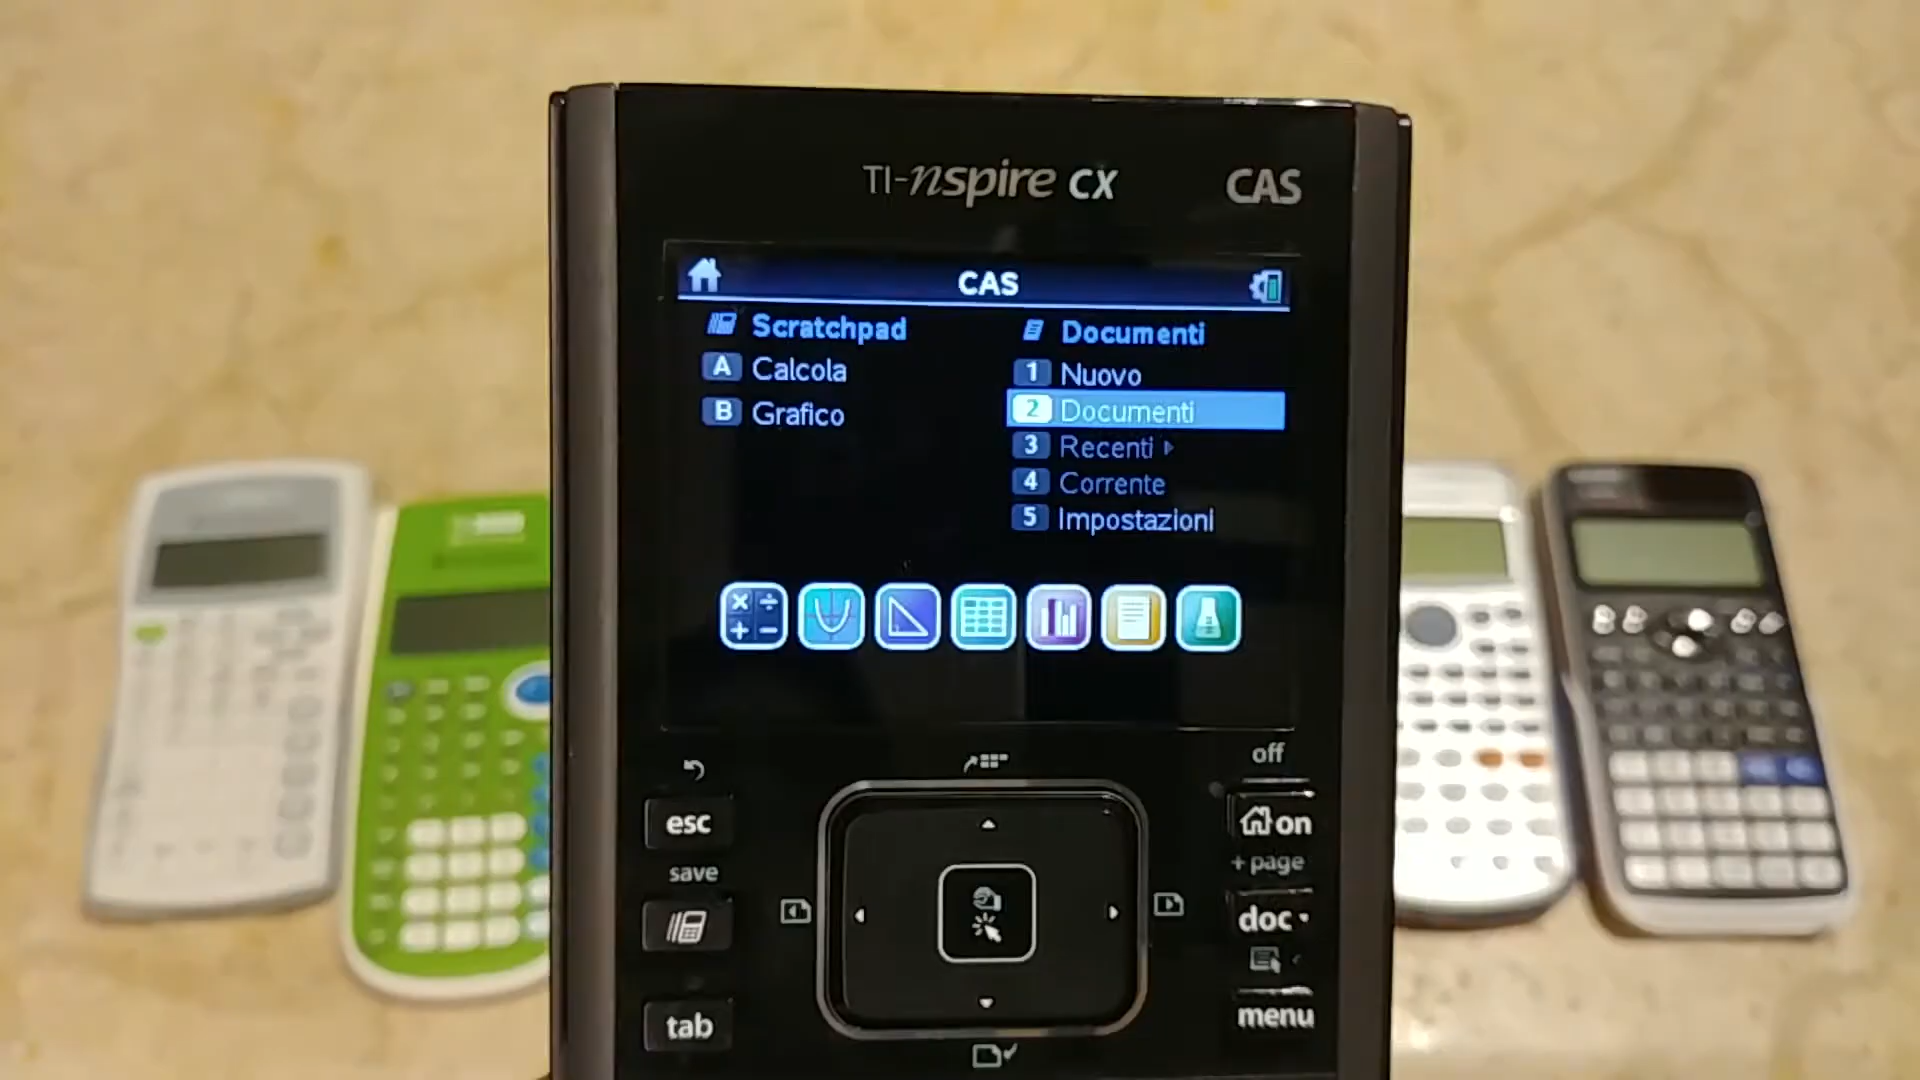 TI-nspire CX CAS
CAS
Scratchpad
A Calcola
B Grafico
Documenti
1 Nuovo
2 Documenti
3 Recenti
4 Corrente
5 Impostazioni
off
esc
on
save
+ page
doc
tab
menu